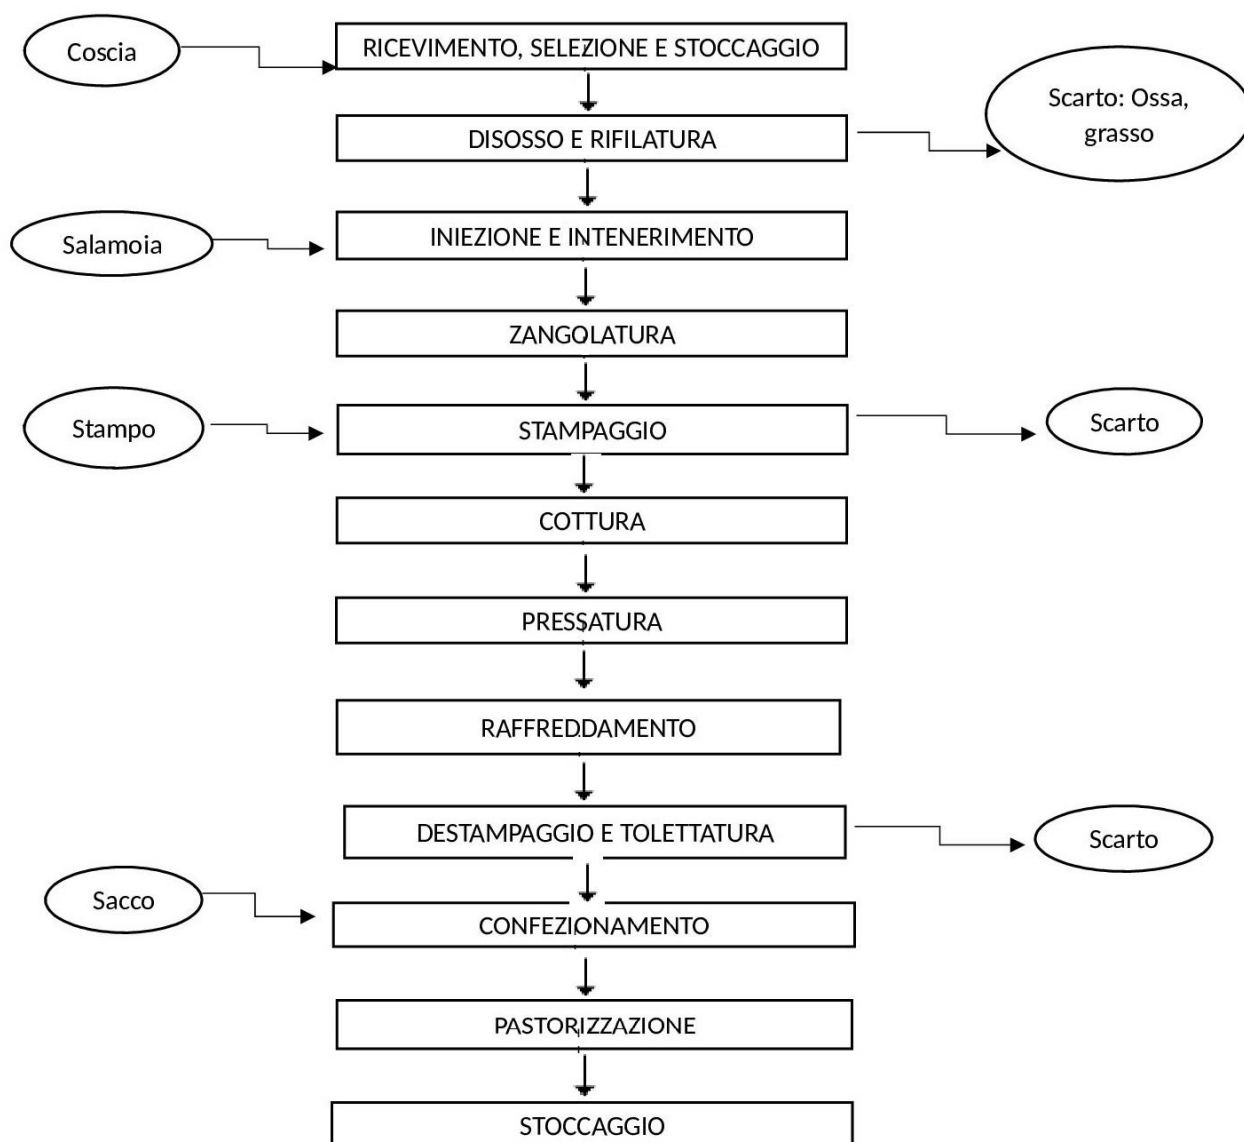 Coscia
RICEVIMENTO, SELEZIONE E STOCCAGGIO
Scarto: Ossa,
grasso
DISOSSO E RIFILATURA
Salamoia
INIEZIONE E INTENERIMENTO
ZANGOLATURA
Stampo
STAMPAGGIO
Scarto
COTTURA
PRESSATURA
RAFFREDDAMENTO
DESTAMPAGGIO E TOLETTATURA
Scarto
Sacco
CONFEZIONAMENTO
PASTORIZZAZIONE
STOCCAGGIO